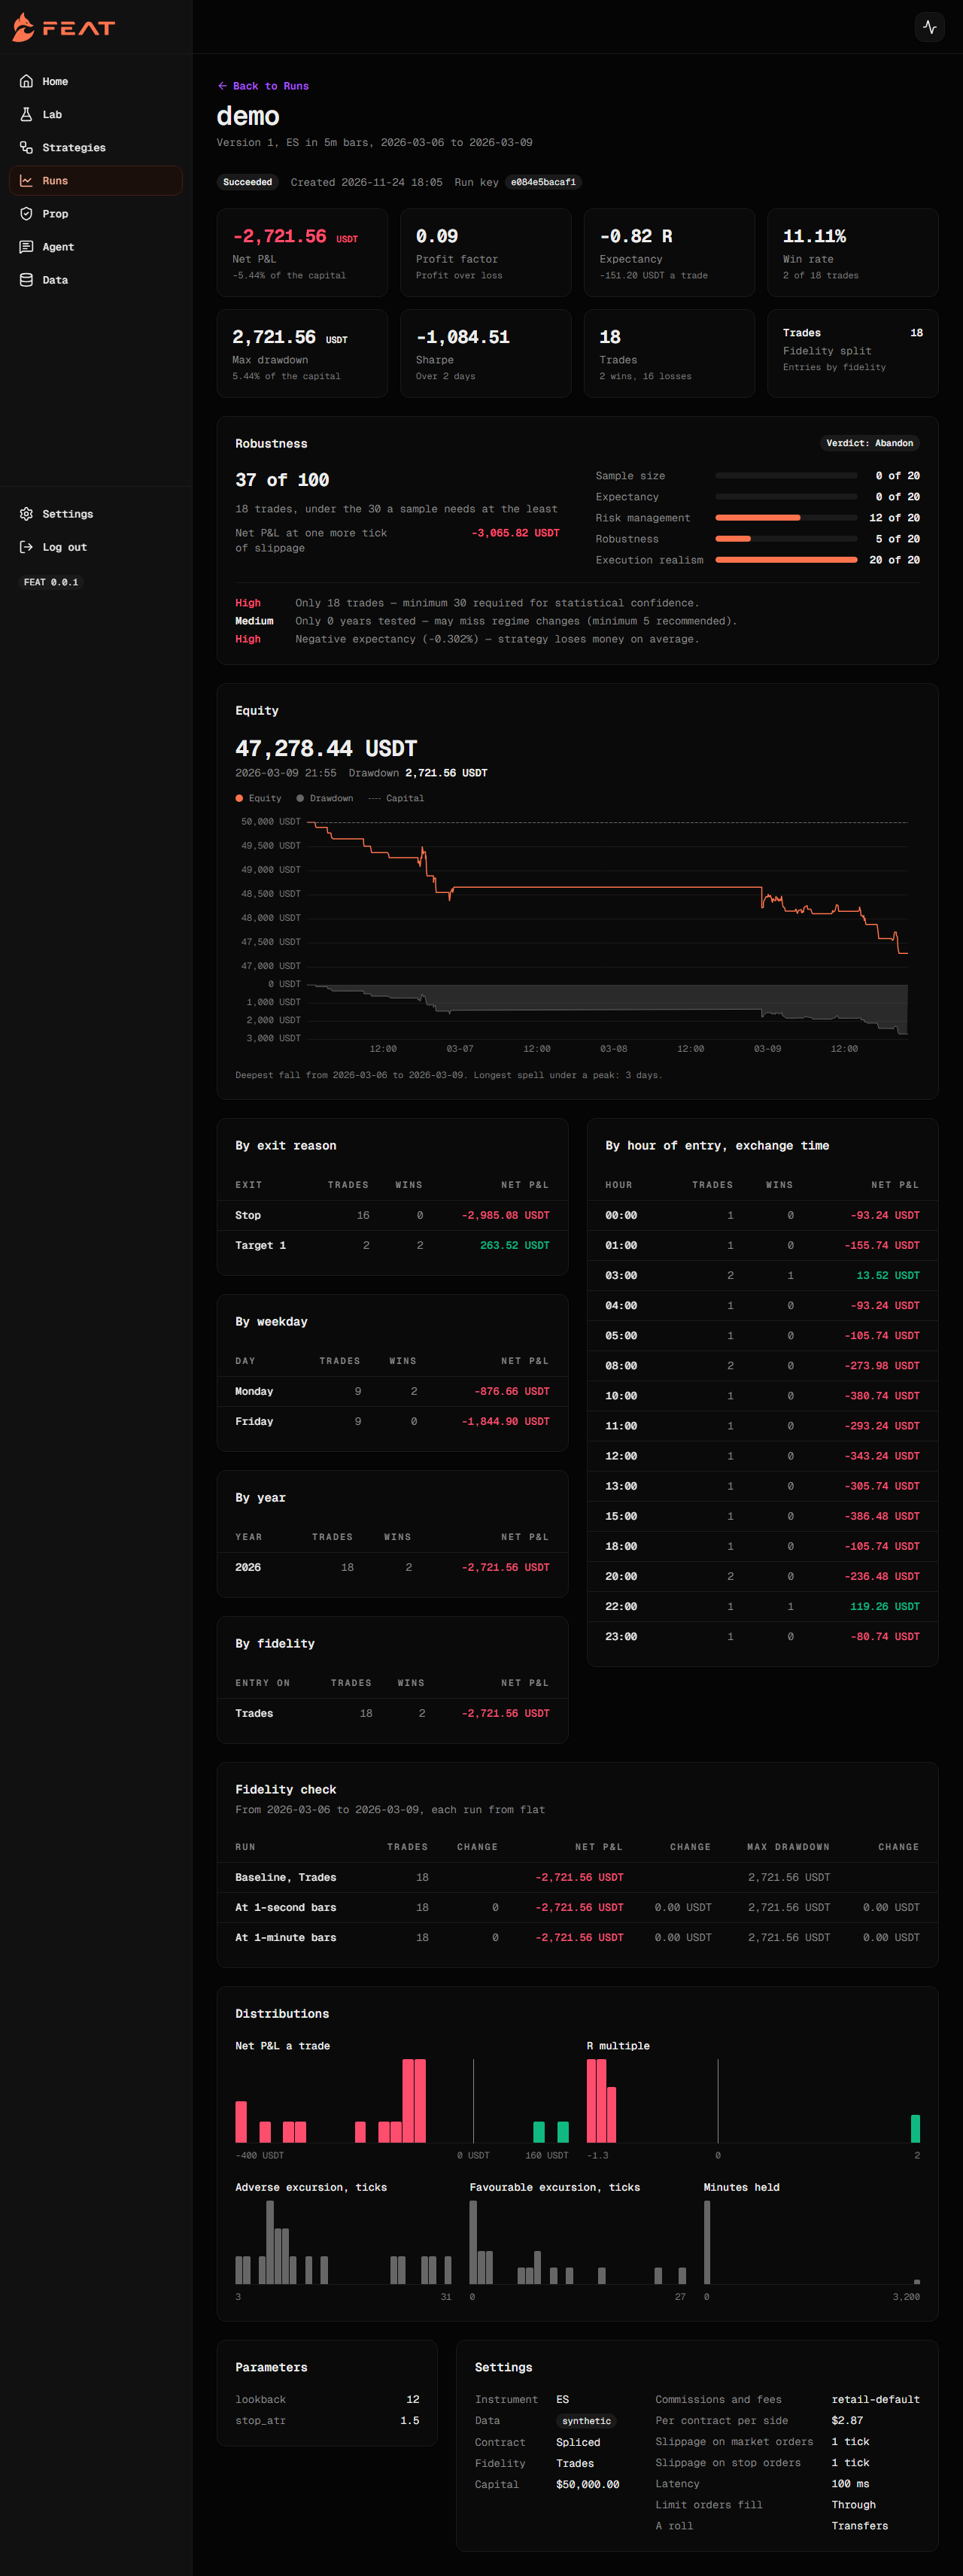 FEAT
Home
Lab
Strategies
Runs
Prop
Agent
Data
Settings
Log out
FEAT 0.0.1
← Back to Runs
demo
Version 1, ES in 5m bars, 2026-03-06 to 2026-03-09
Succeeded Created 2026-11-24 18:05 Run key e084e5bacaf1
-2,721.56 USDT
Net P&L
-5.44% of the capital
0.09
Profit factor
Profit over loss
-0.82 R
Expectancy
-151.20 USDT a trade
11.11%
Win rate
2 of 18 trades
2,721.56 USDT
Max drawdown
5.44% of the capital
-1,084.51
Sharpe
Over 2 days
18
Trades
2 wins, 16 losses
Trades 18
Fidelity split
Entries by fidelity
Robustness
Verdict: Abandon
37 of 100
18 trades, under the 30 a sample needs at the least
Net P&L at one more tick of slippage -3,065.82 USDT
Sample size 0 of 20
Expectancy 0 of 20
Risk management 12 of 20
Robustness 5 of 20
Execution realism 20 of 20
High Only 18 trades — minimum 30 required for statistical confidence.
Medium Only 0 years tested — may miss regime changes (minimum 5 recommended).
High Negative expectancy (-0.302%) — strategy loses money on average.
Equity
47,278.44 USDT
2026-03-09 21:55 Drawdown 2,721.56 USDT
Equity Drawdown Capital
50,000 USDT
49,500 USDT
49,000 USDT
48,500 USDT
48,000 USDT
47,500 USDT
47,000 USDT
0 USDT
1,000 USDT
2,000 USDT
3,000 USDT
12:00 03-07 12:00 03-08 12:00 03-09 12:00
Deepest fall from 2026-03-06 to 2026-03-09. Longest spell under a peak: 3 days.
By exit reason
EXIT TRADES WINS NET P&L
Stop 16 0 -2,985.08 USDT
Target 1 2 2 263.52 USDT
By weekday
DAY TRADES WINS NET P&L
Monday 9 2 -876.66 USDT
Friday 9 0 -1,844.90 USDT
By year
YEAR TRADES WINS NET P&L
2026 18 2 -2,721.56 USDT
By fidelity
ENTRY ON TRADES WINS NET P&L
Trades 18 2 -2,721.56 USDT
By hour of entry, exchange time
HOUR TRADES WINS NET P&L
00:00 1 0 -93.24 USDT
01:00 1 0 -155.74 USDT
03:00 2 1 13.52 USDT
04:00 1 0 -93.24 USDT
05:00 1 0 -105.74 USDT
08:00 2 0 -273.98 USDT
10:00 1 0 -380.74 USDT
11:00 1 0 -293.24 USDT
12:00 1 0 -343.24 USDT
13:00 1 0 -305.74 USDT
15:00 1 0 -386.48 USDT
18:00 1 0 -105.74 USDT
20:00 2 0 -236.48 USDT
22:00 1 1 119.26 USDT
23:00 1 0 -80.74 USDT
Fidelity check
From 2026-03-06 to 2026-03-09, each run from flat
RUN TRADES CHANGE NET P&L CHANGE MAX DRAWDOWN CHANGE
Baseline, Trades 18 -2,721.56 USDT 2,721.56 USDT
At 1-second bars 18 0 -2,721.56 USDT 0.00 USDT 2,721.56 USDT 0.00 USDT
At 1-minute bars 18 0 -2,721.56 USDT 0.00 USDT 2,721.56 USDT 0.00 USDT
Distributions
Net P&L a trade
-400 USDT 0 USDT 160 USDT
R multiple
-1.3 0 2
Adverse excursion, ticks
3 31
Favourable excursion, ticks
0 27
Minutes held
0 3,200
Parameters
lookback 12
stop_atr 1.5
Settings
Instrument ES
Data synthetic
Contract Spliced
Fidelity Trades
Capital $50,000.00
Commissions and fees retail-default
Per contract per side $2.87
Slippage on market orders 1 tick
Slippage on stop orders 1 tick
Latency 100 ms
Limit orders fill Through
A roll Transfers